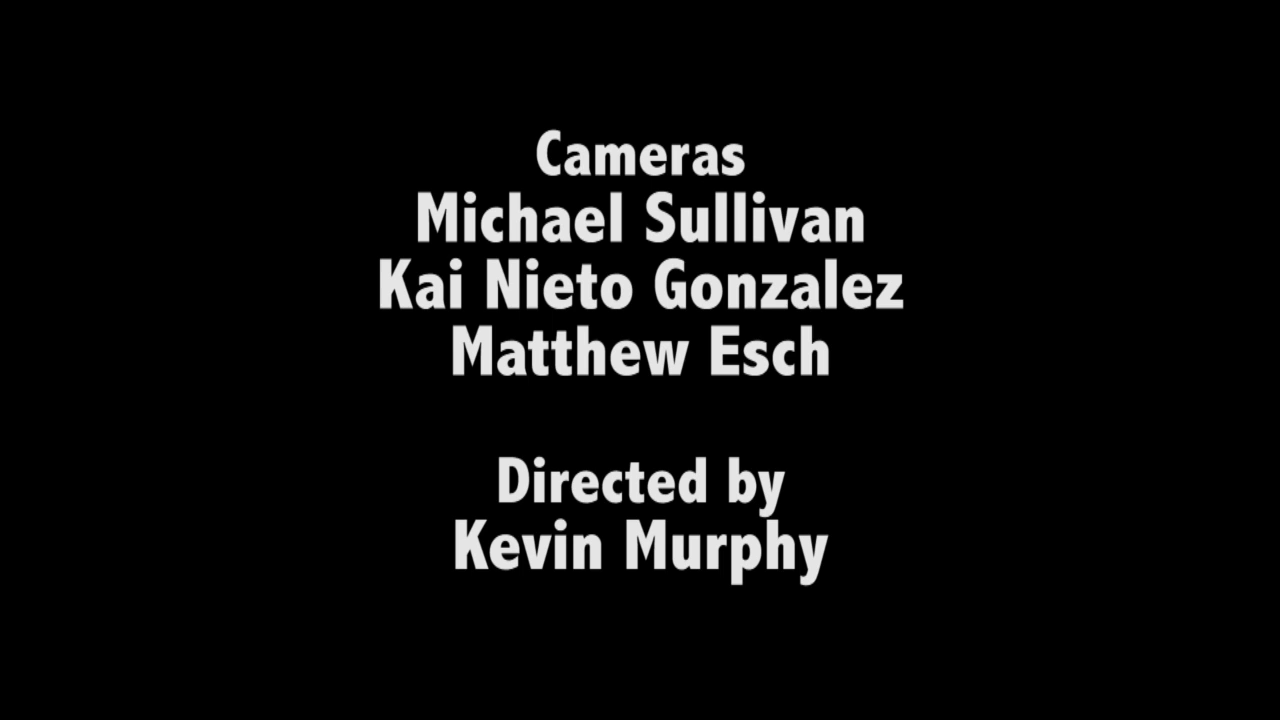 Cameras
Michael Sullivan
Kai Nieto Gonzalez
Matthew Esch
Directed by
Kevin Murphy